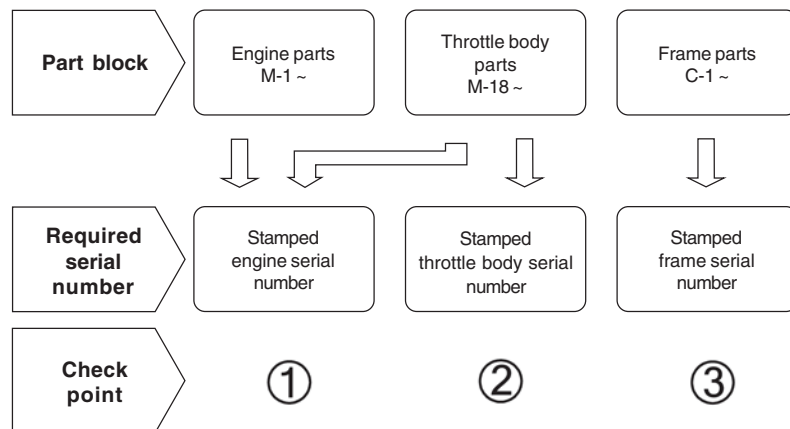 Part block
Engine parts
M-1 ~
Throttle body
parts
M-18 ~
Frame parts
C-1 ~
Required
serial
number
Stamped
engine serial
number
Stamped
throttle body serial
number
Stamped
frame serial
number
Check
point
①
②
③